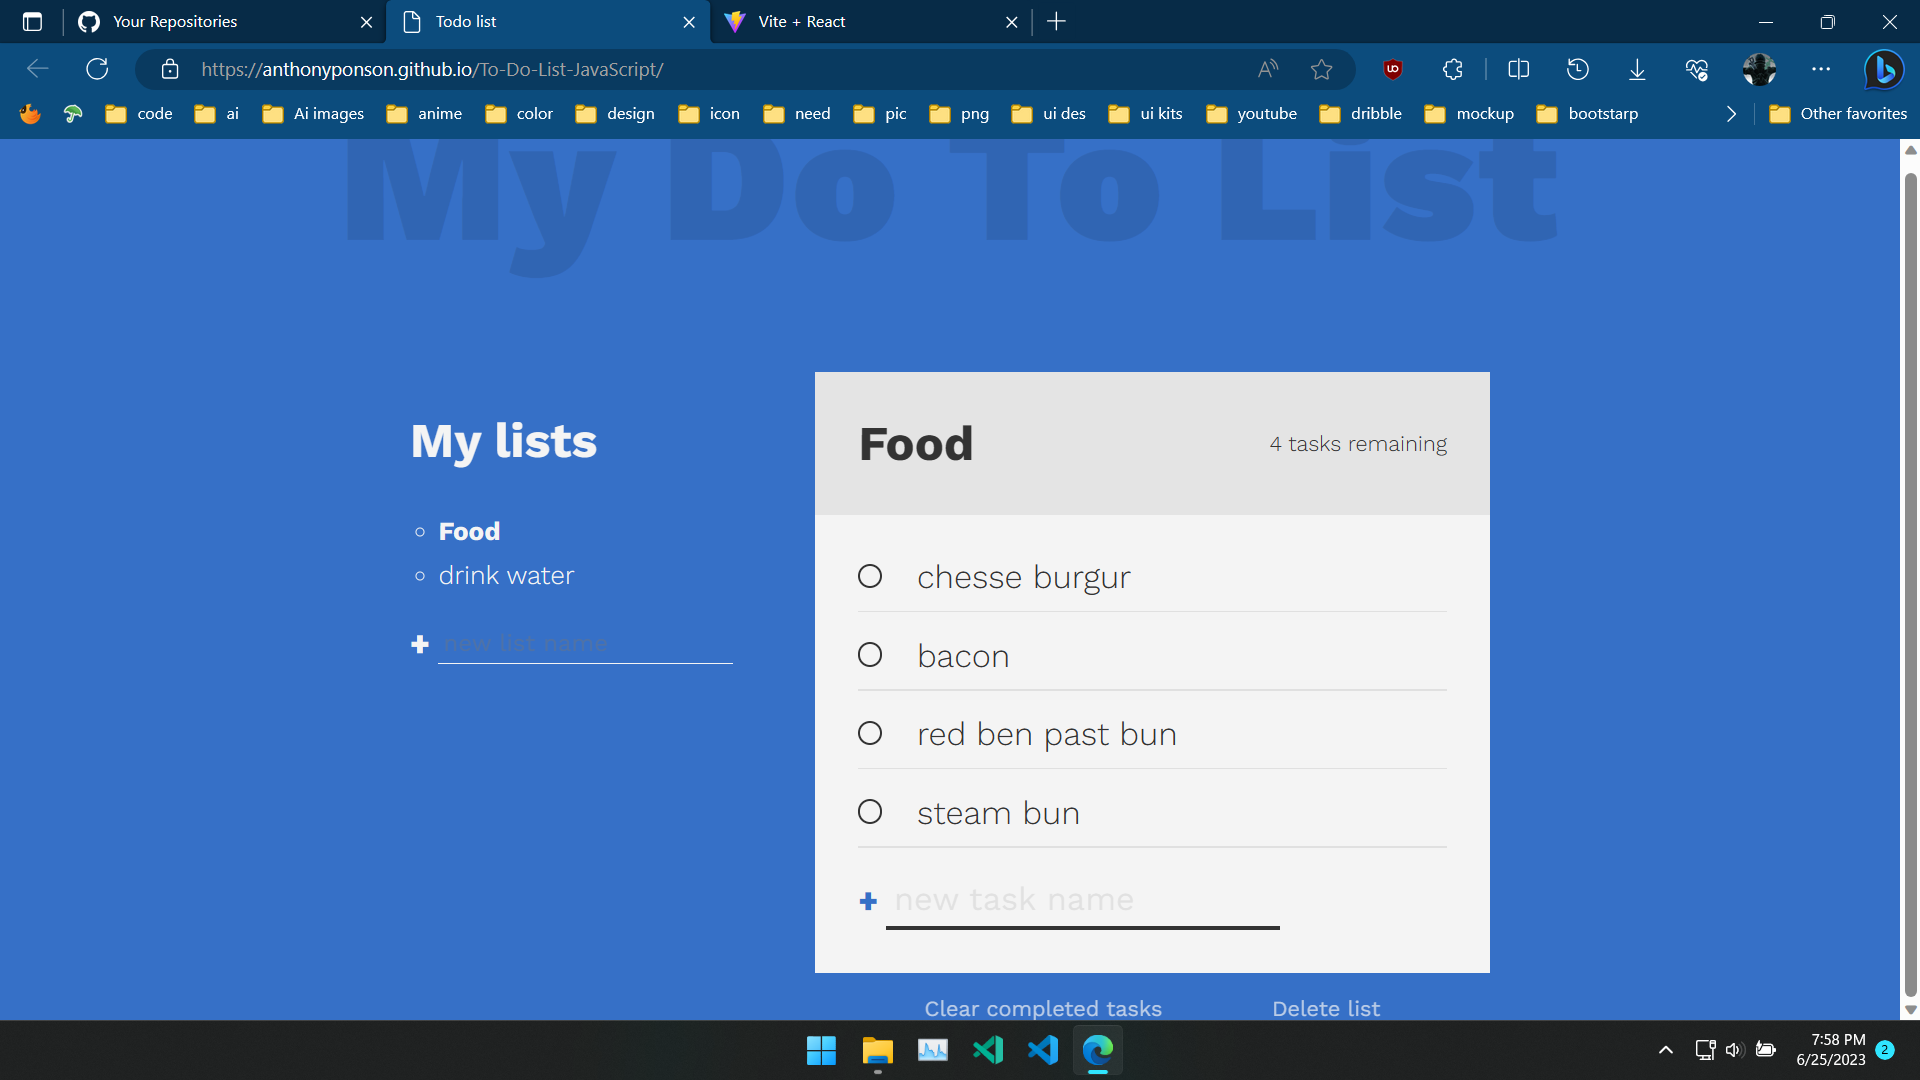 Your Repositories
Todo list
Vite + React
https://anthonyponson.github.io/To-Do-List-JavaScript/
code ai Ai images anime color design icon need pic png ui des ui kits youtube dribble mockup bootstarp Other favorites
My Do To List
My lists
Food
drink water
new list name
Food
4 tasks remaining
chesse burgur
bacon
red ben past bun
steam bun
new task name
Clear completed tasks
Delete list
7:58 PM
6/25/2023
2